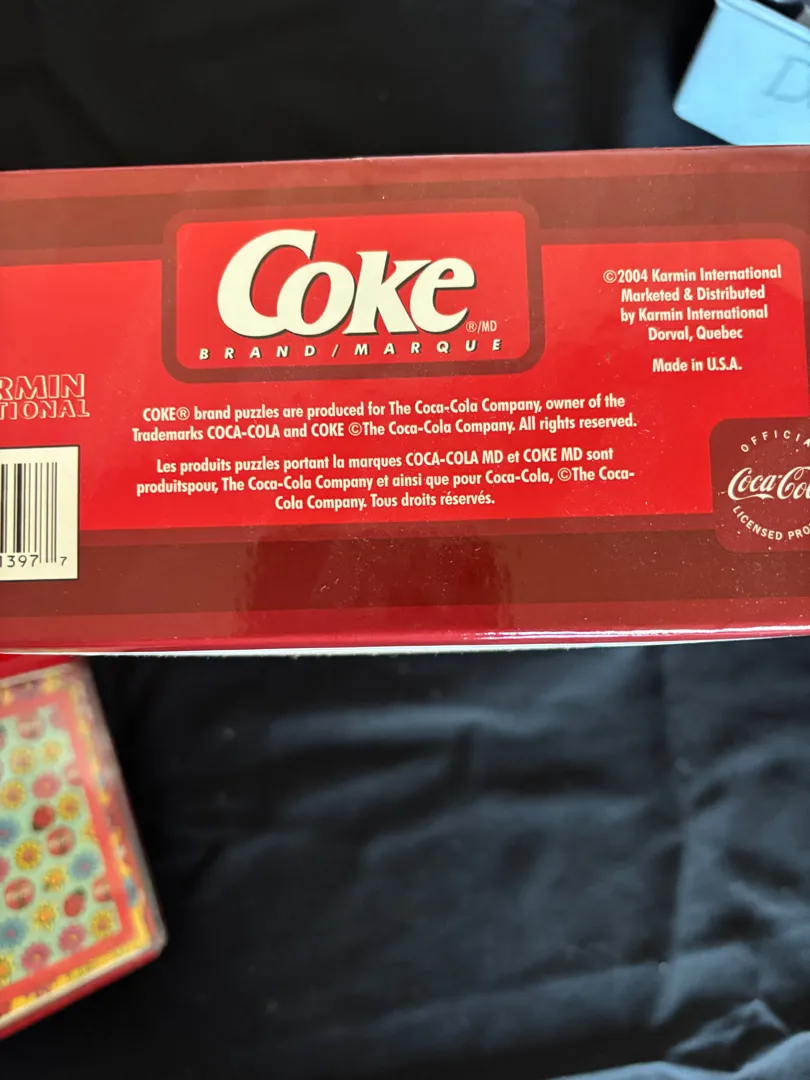 D
Coke
®/MD
BRAND/MARQUE
©2004 Karmin International
Marketed & Distributed
by Karmin International
Dorval, Quebec
Made in U.S.A.
RMIN
TIONAL
COKE® brand puzzles are produced for The Coca-Cola Company, owner of the
Trademarks COCA-COLA and COKE ©The Coca-Cola Company. All rights reserved.
Les produits puzzles portant la marques COCA-COLA MD et COKE MD sont
produitspour, The Coca-Cola Company et ainsi que pour Coca-Cola, ©The Coca-
Cola Company. Tous droits réservés.
1397 7
OFFICIA
Coca-Co
LICENSED PRO